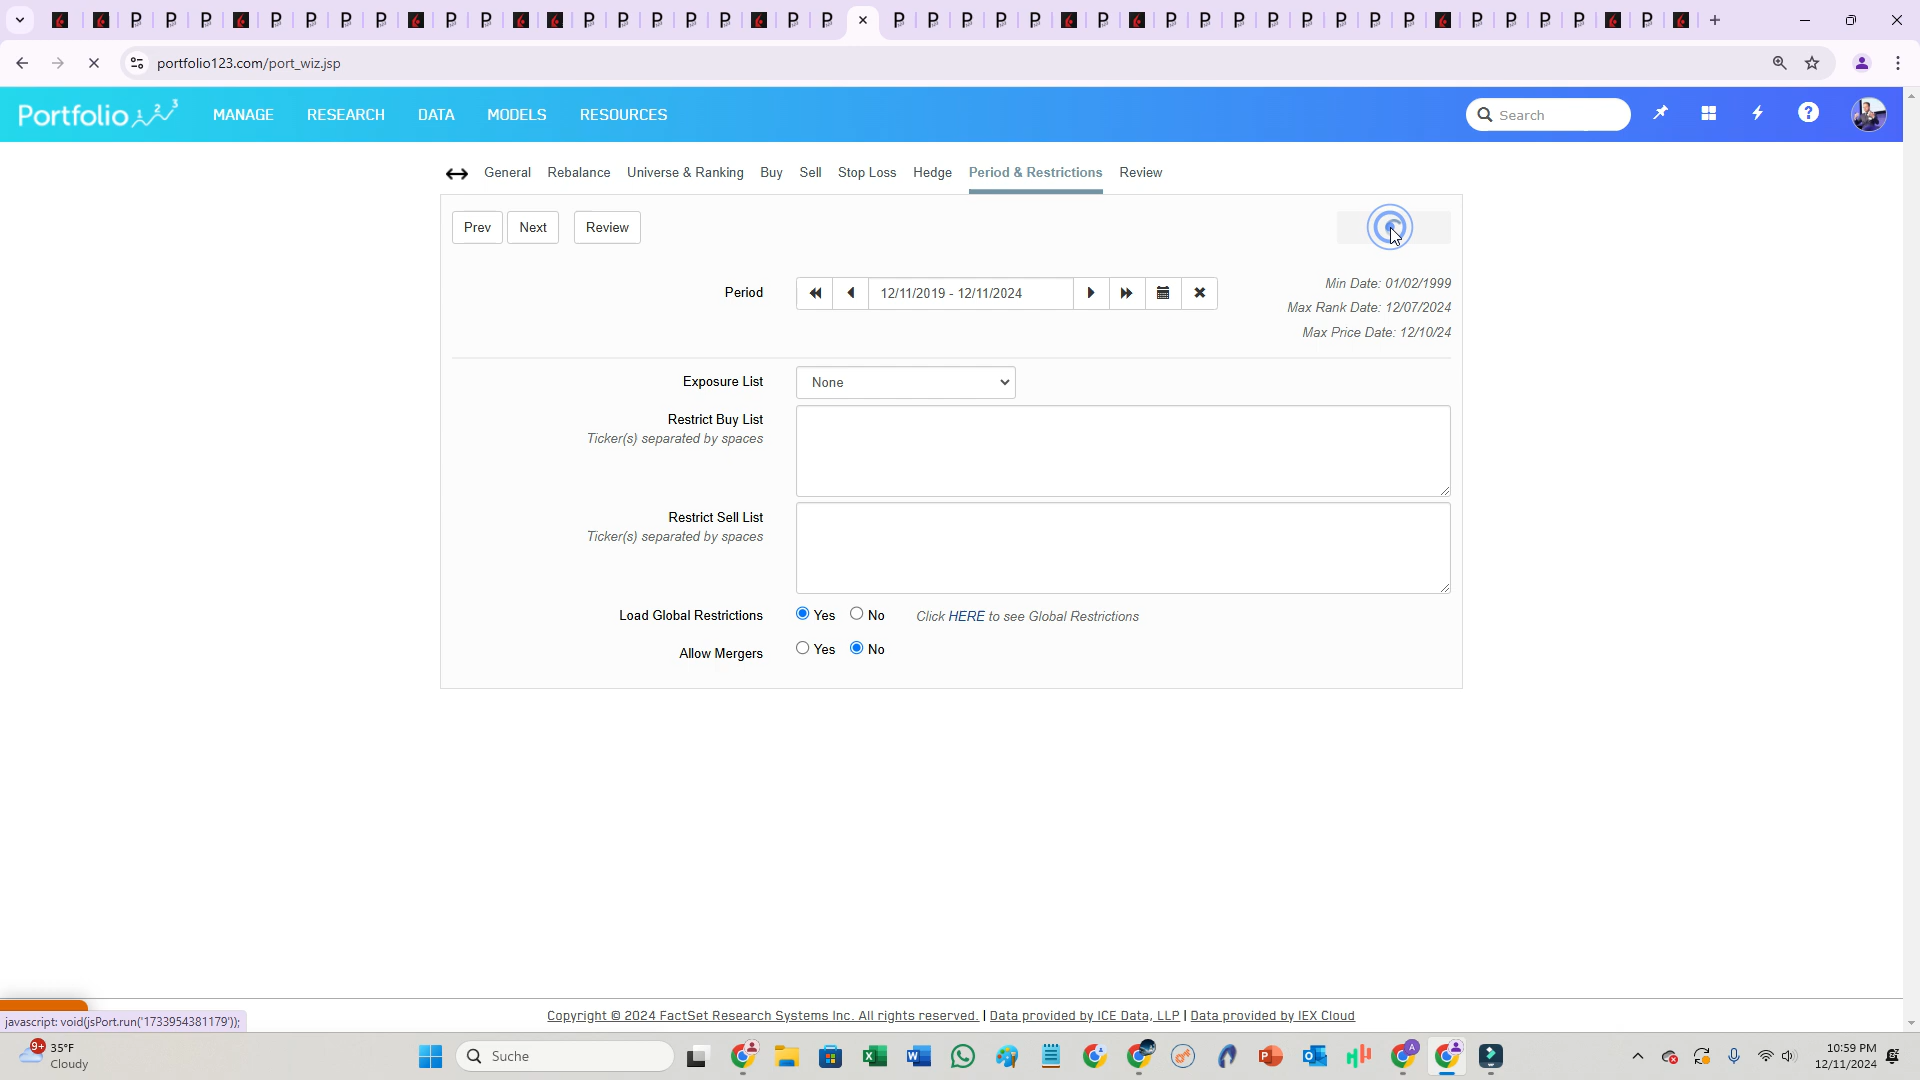 portfolio123.com/port_wiz.jsp
Portfolio 1 2 3
MANAGE RESEARCH DATA MODELS RESOURCES
Search
General Rebalance Universe & Ranking Buy Sell Stop Loss Hedge Period & Restrictions Review
Prev Next Review
Period 12/11/2019 - 12/11/2024
Min Date: 01/02/1999
Max Rank Date: 12/07/2024
Max Price Date: 12/10/24
Exposure List None
Restrict Buy List
Ticker(s) separated by spaces
Restrict Sell List
Ticker(s) separated by spaces
Load Global Restrictions Yes No Click HERE to see Global Restrictions
Allow Mergers Yes No
Copyright © 2024 FactSet Research Systems Inc. All rights reserved. | Data provided by ICE Data, LLP | Data provided by IEX Cloud
javascript: void(jsPort.run('1733954381179'));
9+ 35°F
Cloudy
Suche
10:59 PM
12/11/2024